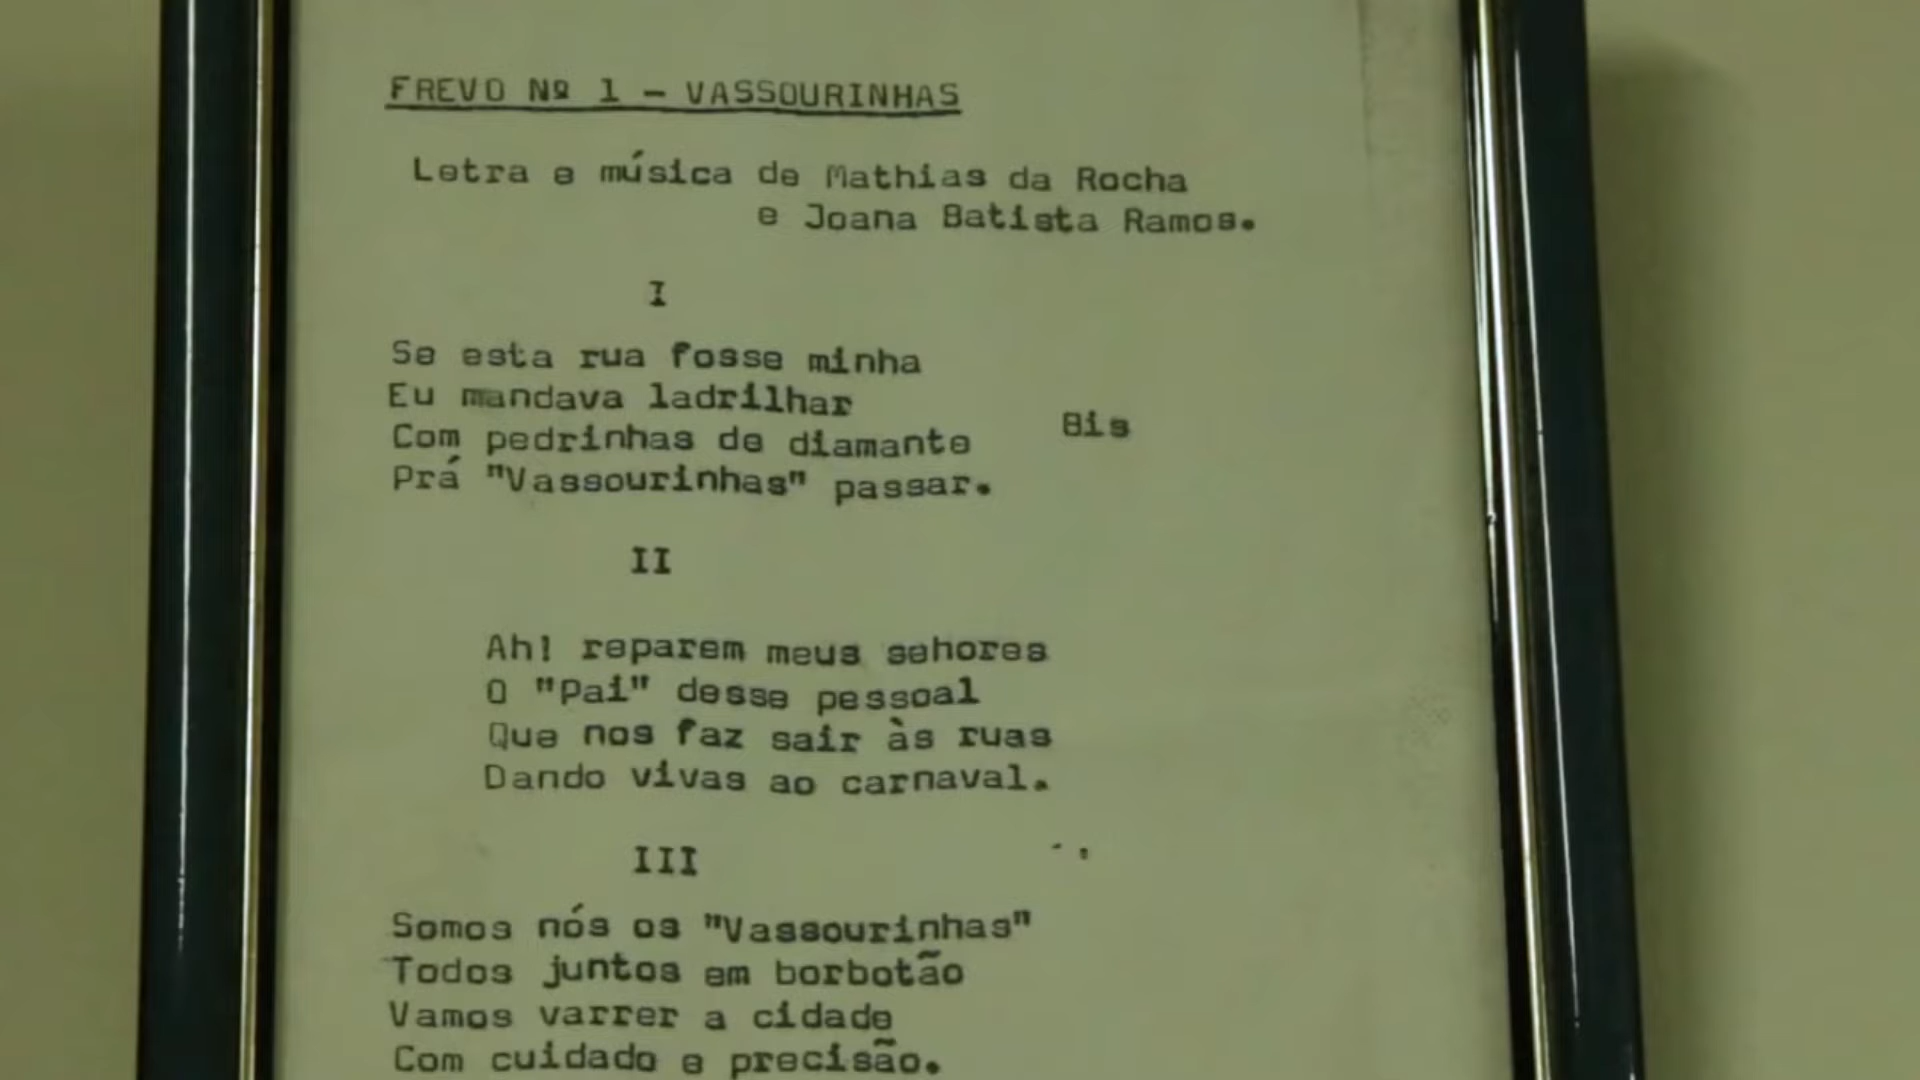 FREVO Nº 1 - VASSOURINHAS
Letra e música de Mathias da Rocha
e Joana Batista Ramos.
I
Se esta rua fosse minha
Eu mandava ladrilhar
Com pedrinhas de diamante
Bis
Prá "Vassourinhas" passar.
II
Ah! reparem meus sehores
O "Pai" desse pessoal
Que nos faz sair às ruas
Dando vivas ao carnaval.
III
Somos nós os "Vassourinhas"
Todos juntos em borbotão
Vamos varrer a cidade
Com cuidado e precisão.